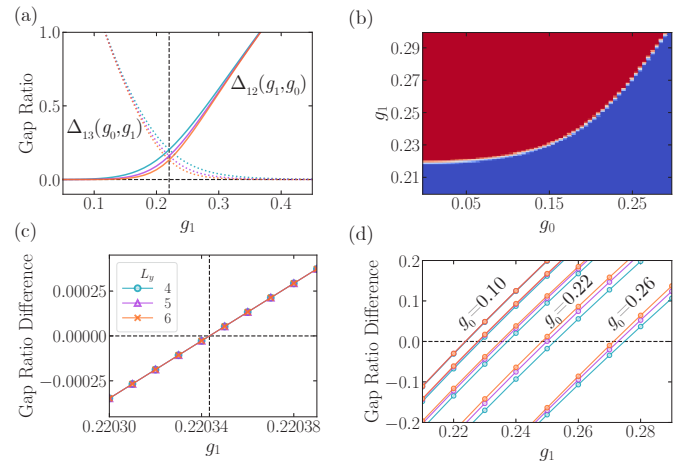 (a)
1.0
0.5
0.0
Gap Ratio
Δ₁₃(g₀,g₁)
Δ₁₂(g₁,g₀)
0.1 0.2 0.3 0.4
g₁
(b)
0.29
0.27
0.25
0.23
0.21
g₁
0.05 0.15 0.25
g₀
(c)
0.00025
0.00000
−0.00025
Gap Ratio Difference
L_y
4
5
6
0.22030 0.22034 0.22038
g₁
(d)
0.2
0.1
0.0
−0.1
−0.2
Gap Ratio Difference
g₀=0.10
g₀=0.22
g₀=0.26
0.22 0.24 0.26 0.28
g₁